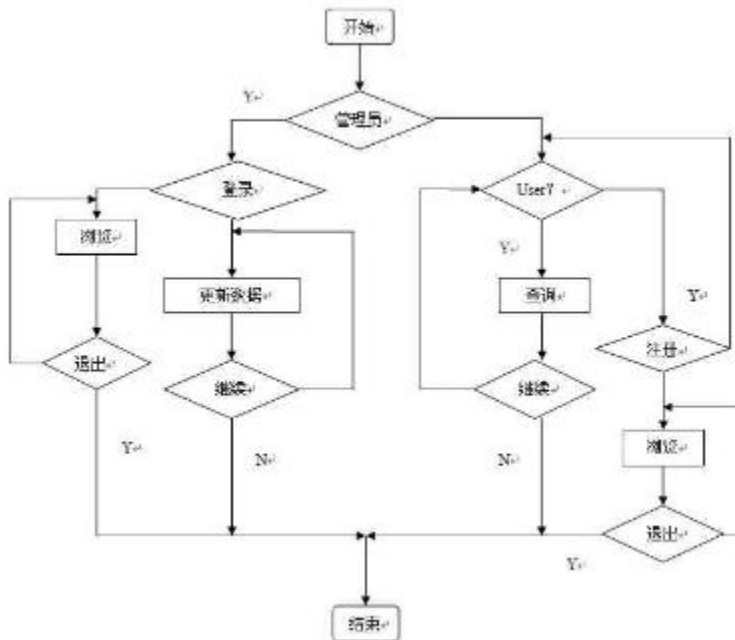 开始
Y↵
管理员↵
登录↵
User?↵
浏览↵
Y↵
更新数据↵
查询↵
Y↵
退出↵
继续↵
继续↵
注册↵
Y↵
N↵
N↵
浏览↵
退出↵
Y↵
结束↵